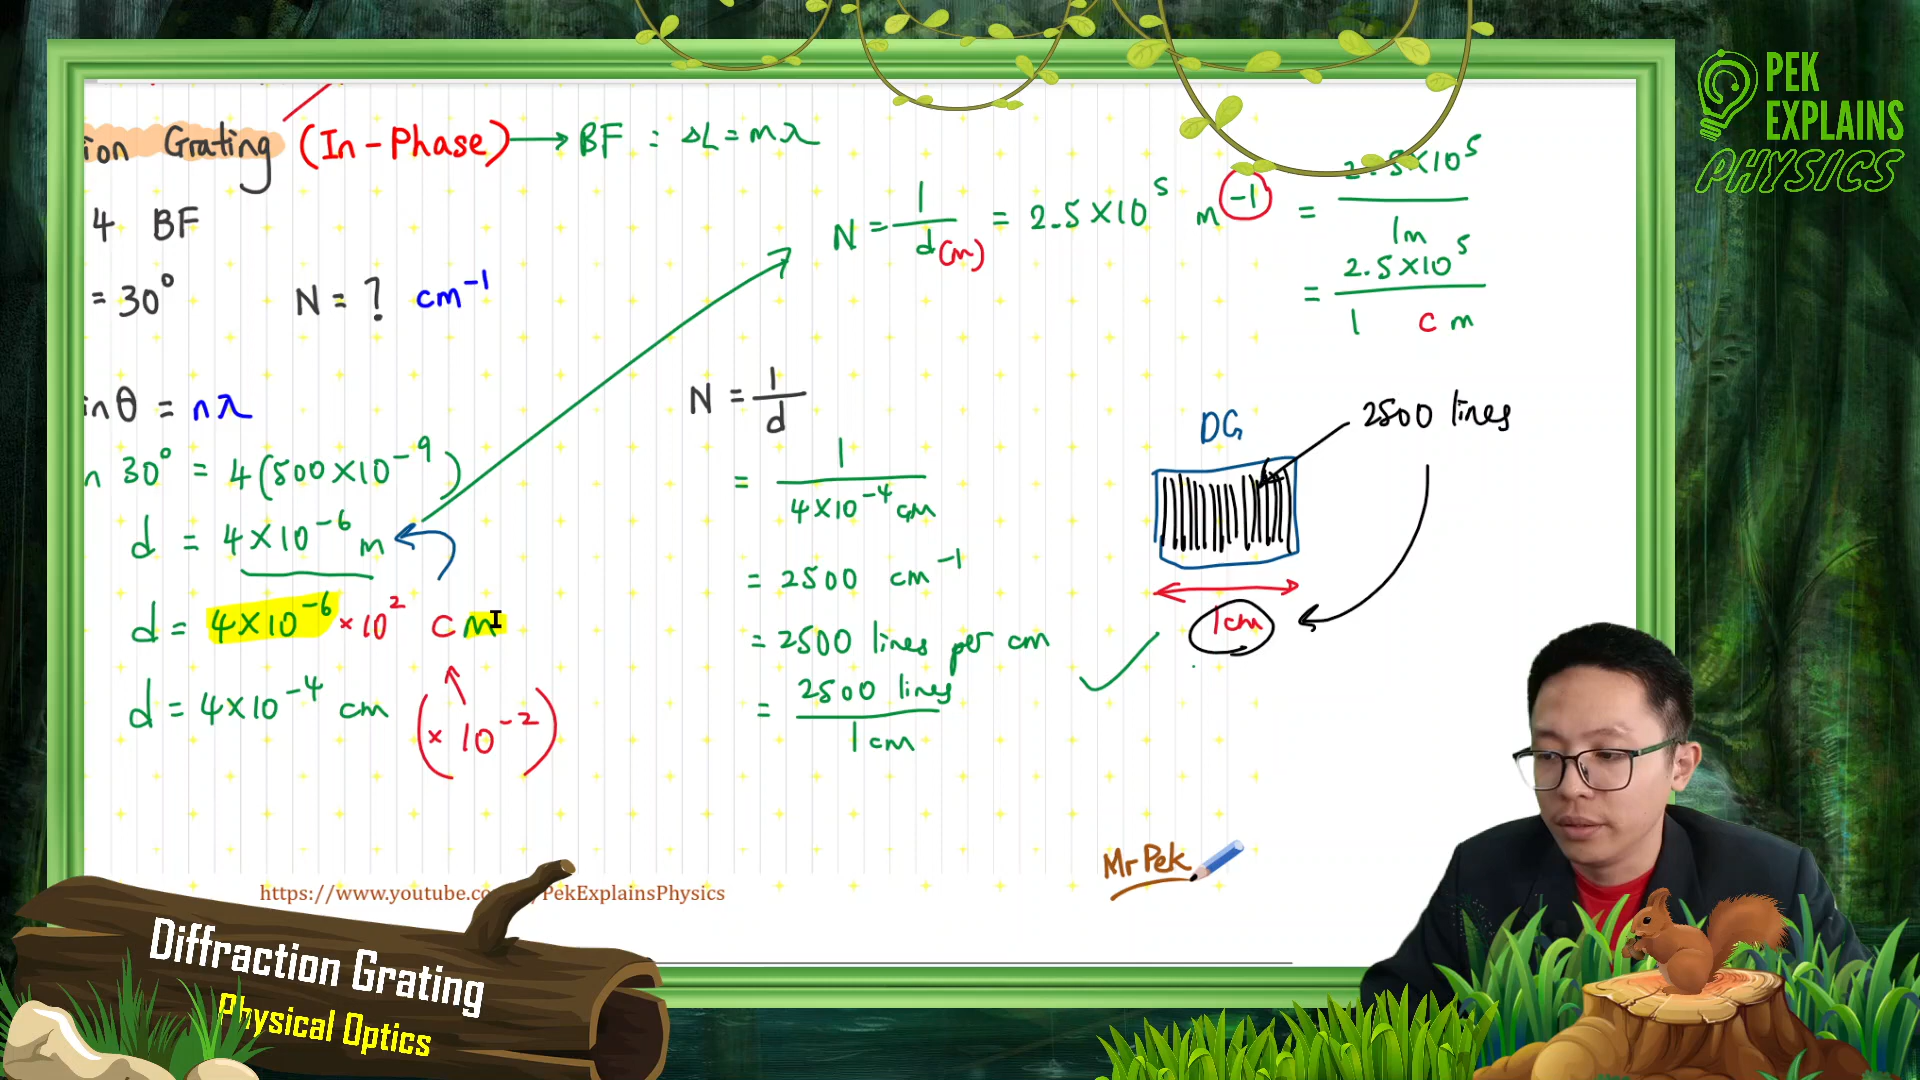 ion Grating (In-Phase) → BF : ΔL = mλ
4 BF
= 30°
N = ? cm⁻¹
in θ = nλ
n 30° = 4(500×10⁻⁹)
d = 4×10⁻⁶ m
d = 4×10⁻⁶ ×10² cm
d = 4×10⁻⁴ cm
(× 10⁻²)
N = 1/d(m) = 2.5×10⁵ m⁻¹ = 2.5×10⁵/1m
= 2.5×10⁵/1 cm
N = 1/d
= 1/4×10⁻⁴ cm
= 2500 cm⁻¹
= 2500 lines per cm
= 2500 lines/1 cm
DG
2500 lines
1cm
Mr Pek
https://www.youtube.co /PekExplainsPhysics
Diffraction Grating
Physical Optics
PEK
EXPLAINS
PHYSICS